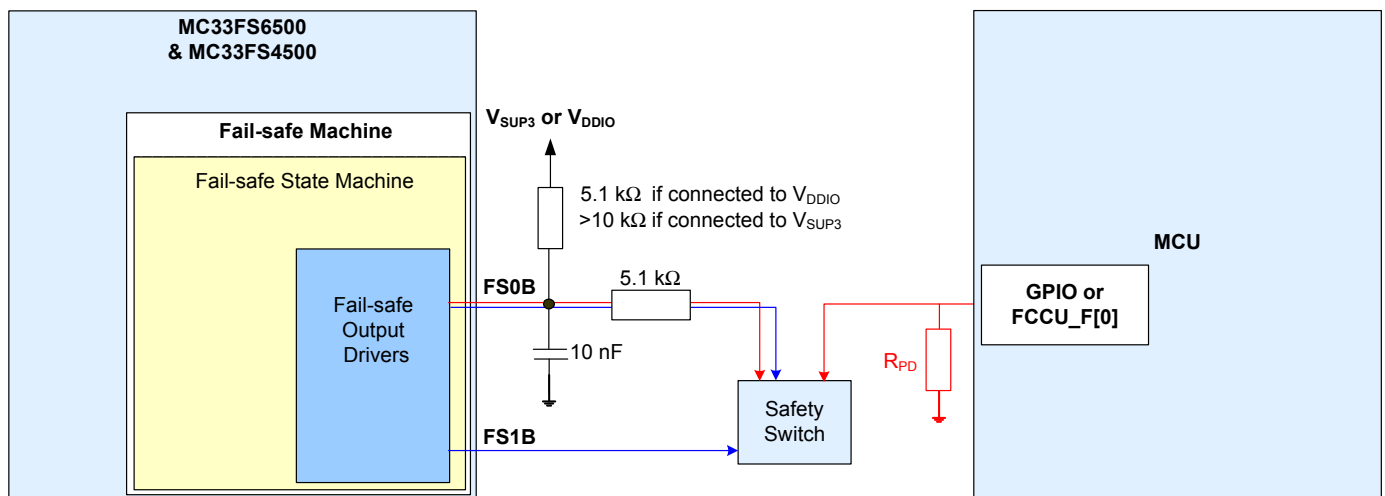 MC33FS6500
& MC33FS4500
Fail-safe Machine
Fail-safe State Machine
Fail-safe
Output
Drivers
VSUP3 or VDDIO
5.1 kΩ if connected to VDDIO
>10 kΩ if connected to VSUP3
FS0B
5.1 kΩ
10 nF
FS1B
Safety
Switch
RPD
MCU
GPIO or
FCCU_F[0]